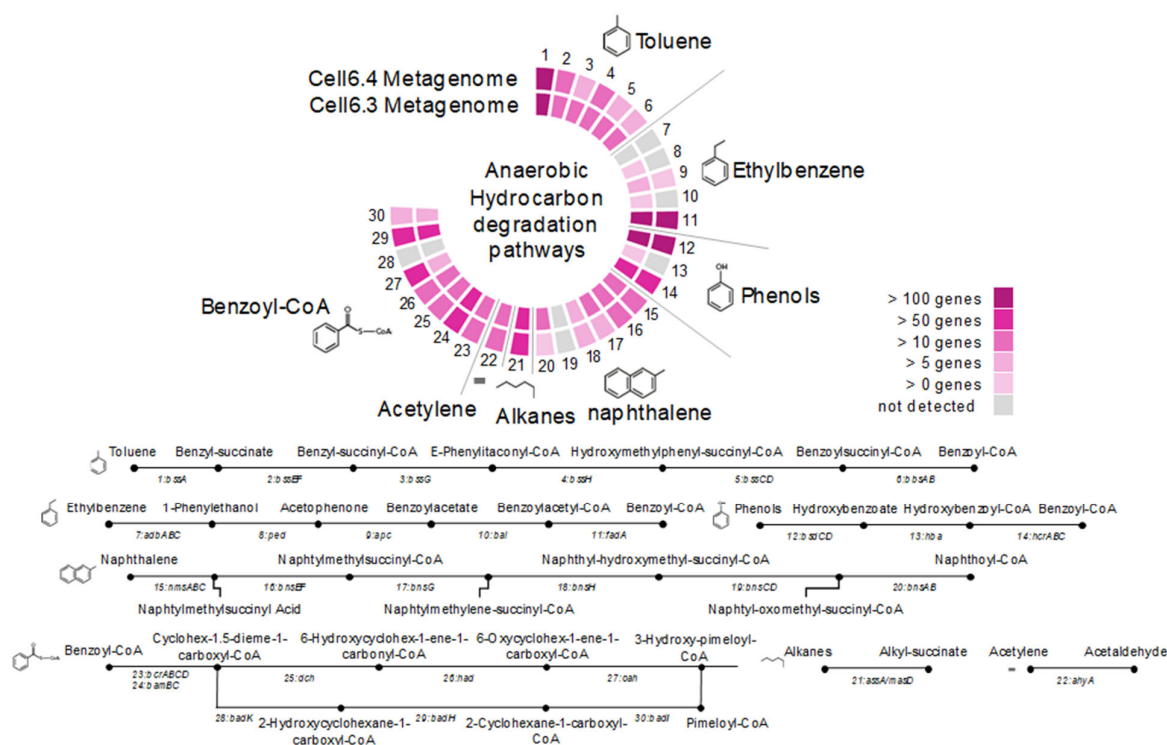 Toluene
1
2
3
4
5
6
Cell6.4 Metagenome
Cell6.3 Metagenome
7
8
9
10
11
Ethylbenzene
Anaerobic
Hydrocarbon
degradation
pathways
12
13
14
OH
Phenols
15
16
17
18
19
20
naphthalene
21
Alkanes
22
Acetylene
23
24
25
26
27
28
29
30
Benzoyl-CoA
O
S
CoA
> 100 genes
> 50 genes
> 10 genes
> 5 genes
> 0 genes
not detected
Toluene Benzyl-succinate Benzyl-succinyl-CoA E-Phenylitaconyl-CoA Hydroxymethylphenyl-succinyl-CoA Benzoylsuccinyl-CoA Benzoyl-CoA
1:bssA 2:bssEF 3:bssG 4:bssH 5:bssCD 6:bsAB
Ethylbenzene 1-Phenylethanol Acetophenone Benzoylacetate Benzoylacetyl-CoA Benzoyl-CoA Phenols Hydroxybenzoate Hydroxybenzoyl-CoA Benzoyl-CoA
7:adbABC 8:ped 9:apc 10:bal 11:fadA 12:bsdCD 13:hba 14:hcrABC
Naphthalene Naphtylmethylsuccinyl-CoA Naphthyl-hydroxymethyl-succinyl-CoA Naphthoyl-CoA
15:nmsABC 16:bnsEF 17:bnsG 18:bnsH 19:bnsCD 20:bnsAB
Naphtylmethylsuccinyl Acid Naphtylmethylene-succinyl-CoA Naphtyl-oxomethyl-succinyl-CoA
Benzoyl-CoA Cyclohex-1.5-dieme-1-
carboxyl-CoA 6-Hydroxycyclohex-1-ene-1-
carbonyl-CoA 6-Oxycyclohex-1-ene-1-
carboxyl-CoA 3-Hydroxy-pimeloyl-
CoA Alkanes Alkyl-succinate Acetylene Acetaldehyde
23:bcrABCD
24:bamBC
25:dch 26:had 27:oah 21:assA/masD 22:ahyA
28:badK 29:badH 30:badI
2-Hydroxycyclohexane-1-
carboxyl-CoA 2-Cyclohexane-1-carboxyl-
CoA Pimeloyl-CoA